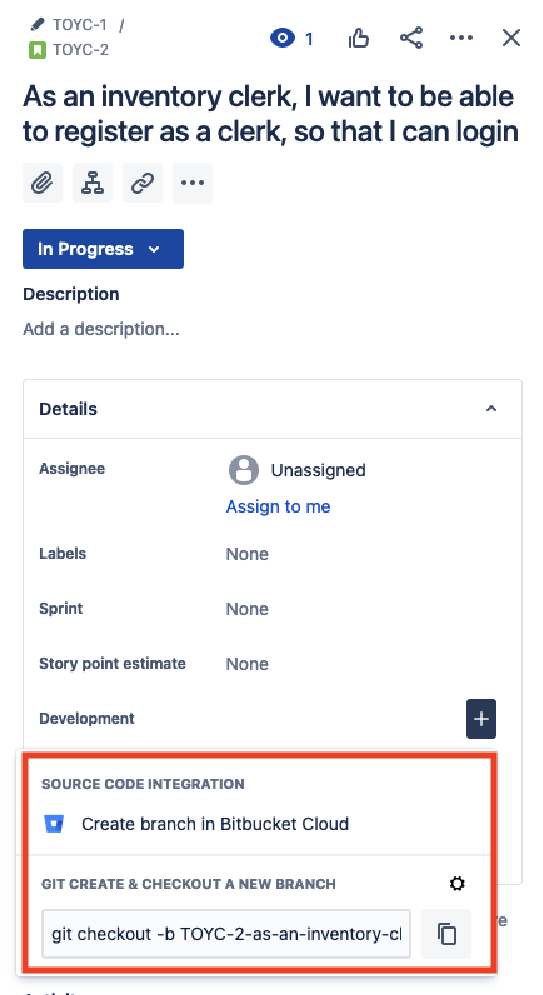 TOYC-1 /
TOYC-2
1
As an inventory clerk, I want to be able
to register as a clerk, so that I can login
In Progress
Description
Add a description...
Details
Assignee
Unassigned
Assign to me
Labels
None
Sprint
None
Story point estimate
None
Development
SOURCE CODE INTEGRATION
Create branch in Bitbucket Cloud
GIT CREATE & CHECKOUT A NEW BRANCH
git checkout -b TOYC-2-as-an-inventory-cl